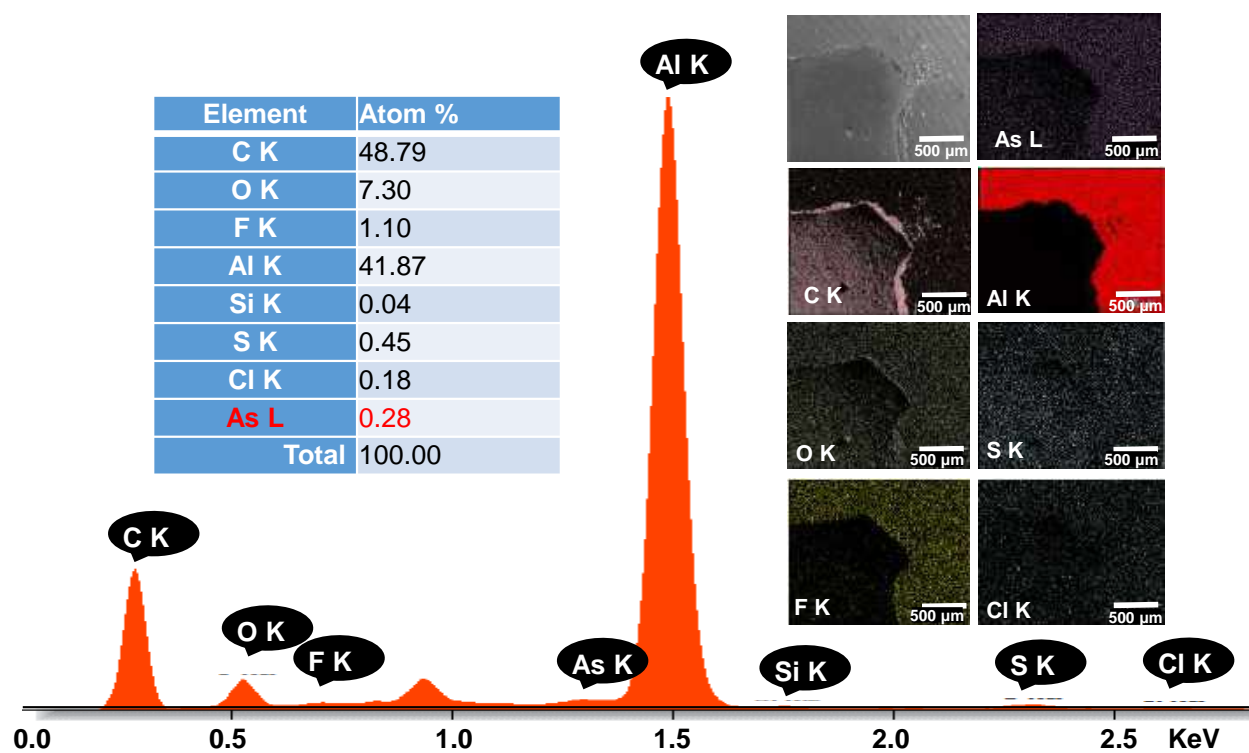 Element Atom %
C K 48.79
O K 7.30
F K 1.10
Al K 41.87
Si K 0.04
S K 0.45
Cl K 0.18
As L 0.28
Total 100.00
C K
O K
F K
As K
Al K
Si K
S K
Cl K
0.0 0.5 1.0 1.5 2.0 2.5 KeV
500 µm
As L 500 µm
C K 500 µm
Al K 500 µm
O K 500 µm
S K 500 µm
F K 500 µm
Cl K 500 µm